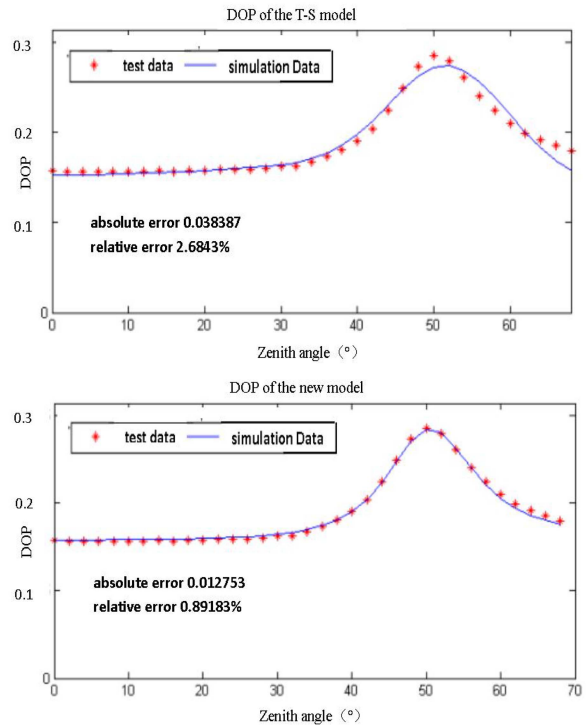 DOP of the T-S model
0.3
test data simulation Data
0.2
DOP
0.1
absolute error 0.038387
relative error 2.6843%
0
0 10 20 30 40 50 60
Zenith angle（°）
DOP of the new model
0.3
test data simulation Data
0.2
DOP
0.1
absolute error 0.012753
relative error 0.89183%
0
0 10 20 30 40 50 60 70
Zenith angle（°）